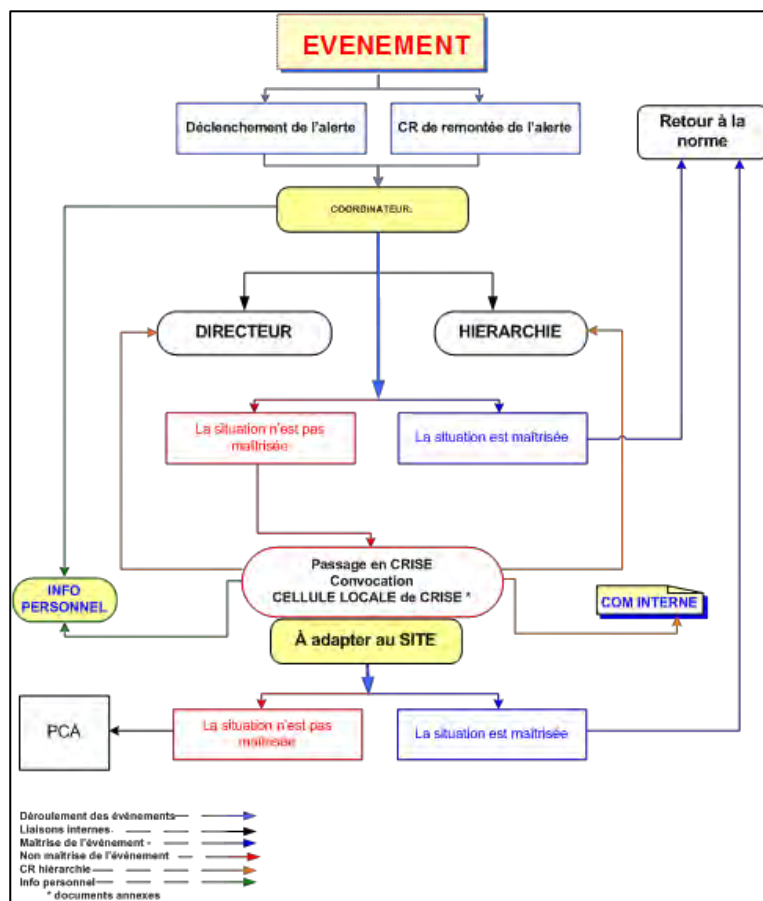 EVENEMENT
Déclenchement de l'alerte
CR de remontée de l'alerte
Retour à la
norme
COORDINATEUR.
DIRECTEUR
HIERARCHIE
La situation n'est pas
maîtrisée
La situation est maîtrisée
Passage en CRISE
Convocation
CELLULE LOCALE de CRISE *
INFO
PERSONNEL
COM INTERNE
À adapter au SITE
PCA
La situation n'est pas
maîtrisée
La situation est maîtrisée
Déroulement des événements
Liaisons internes
Maîtrise de l'événement -
Non maîtrise de l'événement
CR hiérarchie
Info personnel
* documents annexes